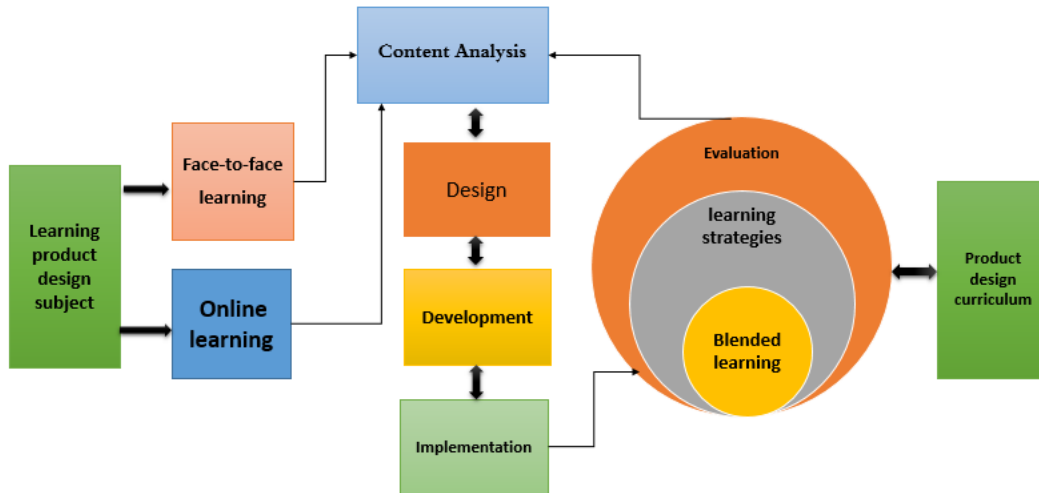 Content Analysis
Face-to-face
learning
Learning
product
design
subject
Online
learning
Design
Development
Implementation
Evaluation
learning
strategies
Blended
learning
Product
design
curriculum